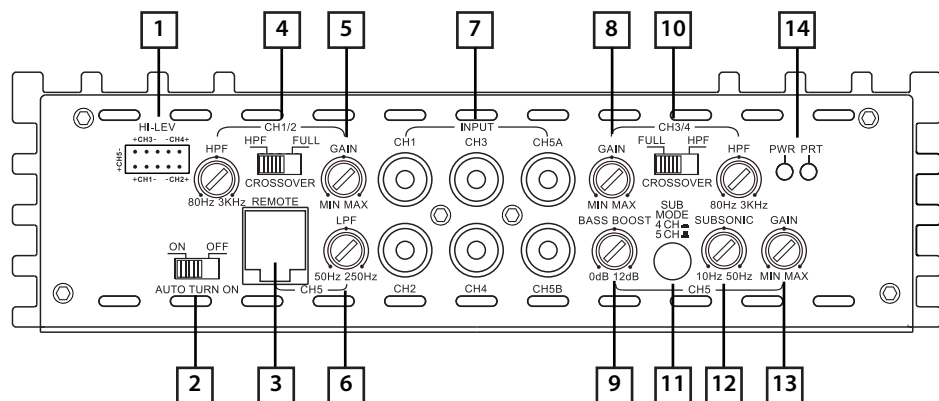 1 4 5 7 8 10 14
HI-LEV
+CH3- -CH4+
+CH5-
+CH1- -CH2+
CH1/2
HPF
HPF FULL
CROSSOVER
80Hz 3KHz
GAIN
MIN MAX
INPUT
CH1 CH3 CH5A
CH3/4
GAIN
MIN MAX
FULL HPF
CROSSOVER
HPF
80Hz 3KHz
PWR PRT
ON OFF
AUTO TURN ON
REMOTE
LPF
50Hz 250Hz
CH5
CH2 CH4 CH5B
BASS BOOST
0dB 12dB
SUB
MODE
4 CH
5 CH
SUBSONIC
10Hz 50Hz
GAIN
MIN MAX
CH5
2 3 6 9 11 12 13